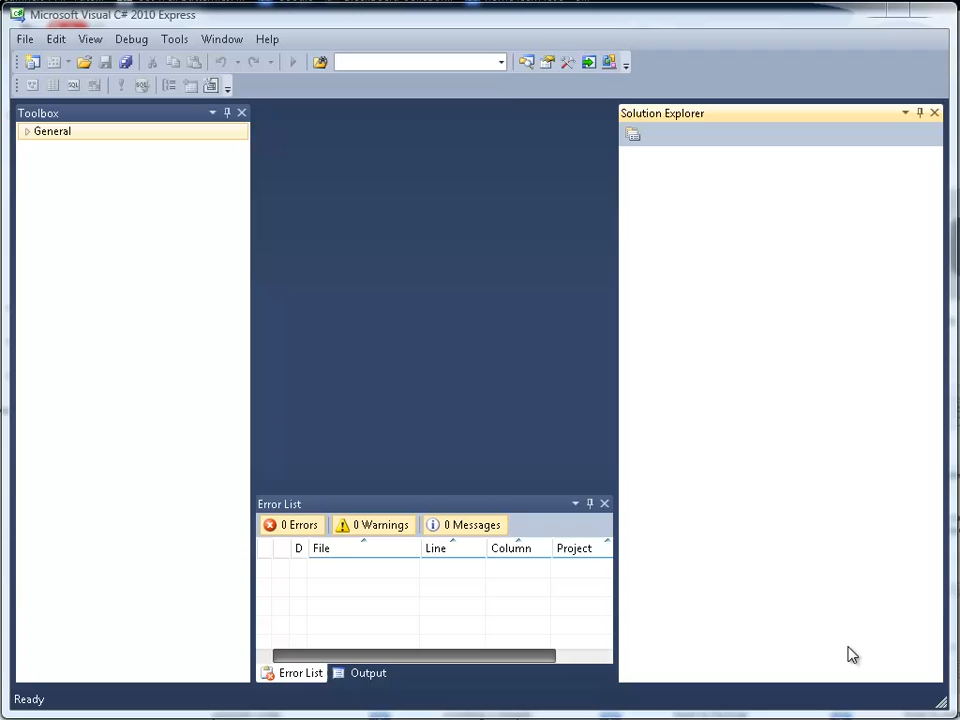 Microsoft Visual C# 2010 Express
File Edit View Debug Tools Window Help
Toolbox
General
Solution Explorer
Error List
0 Errors 0 Warnings 0 Messages
D File Line Column Project
Error List Output
Ready